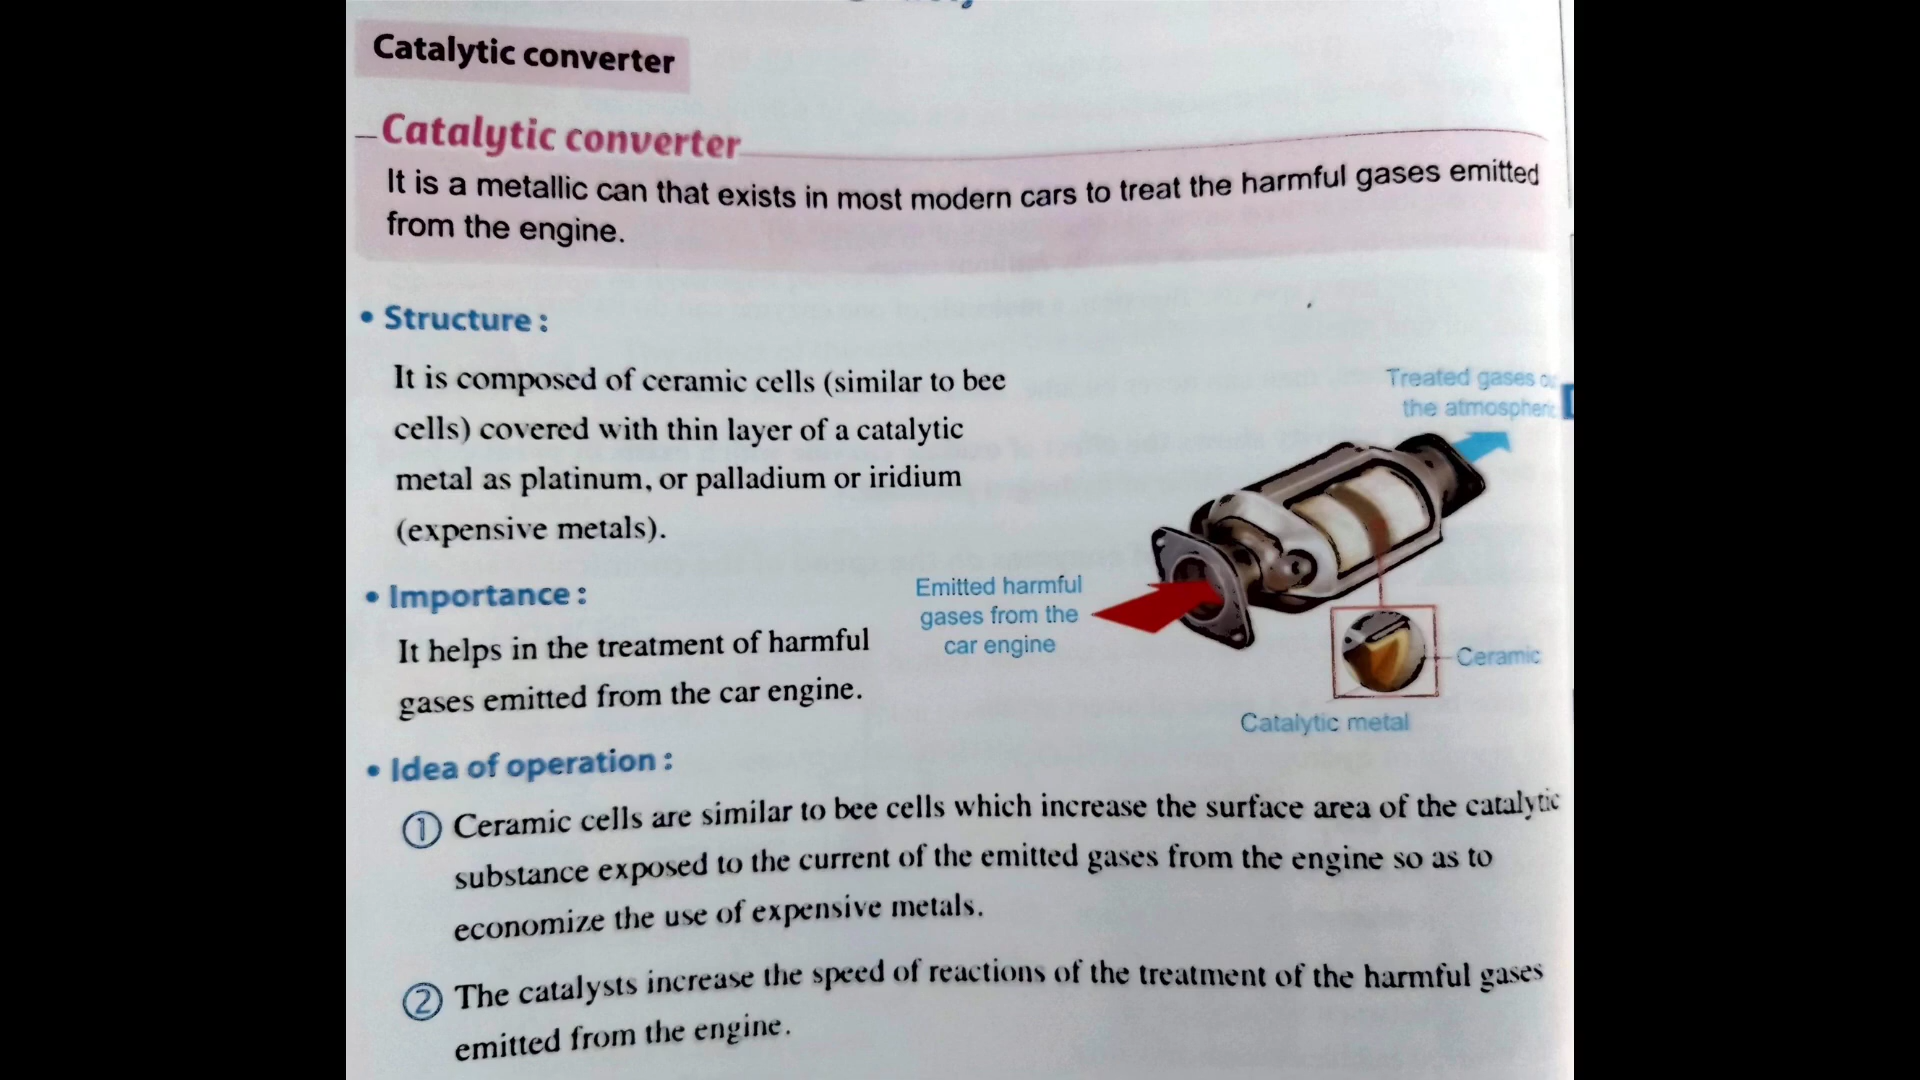 Catalytic converter
Catalytic converter
It is a metallic can that exists in most modern cars to treat the harmful gases emitted
from the engine.
• Structure :
It is composed of ceramic cells (similar to bee
cells) covered with thin layer of a catalytic
metal as platinum, or palladium or iridium
(expensive metals).
Treated gases
the atmospheric
• Importance :
It helps in the treatment of harmful
gases emitted from the car engine.
Emitted harmful
gases from the
car engine
Ceramic
Catalytic metal
• Idea of operation :
1 Ceramic cells are similar to bee cells which increase the surface area of the catalytic
substance exposed to the current of the emitted gases from the engine so as to
economize the use of expensive metals.
2 The catalysts increase the speed of reactions of the treatment of the harmful gases
emitted from the engine.